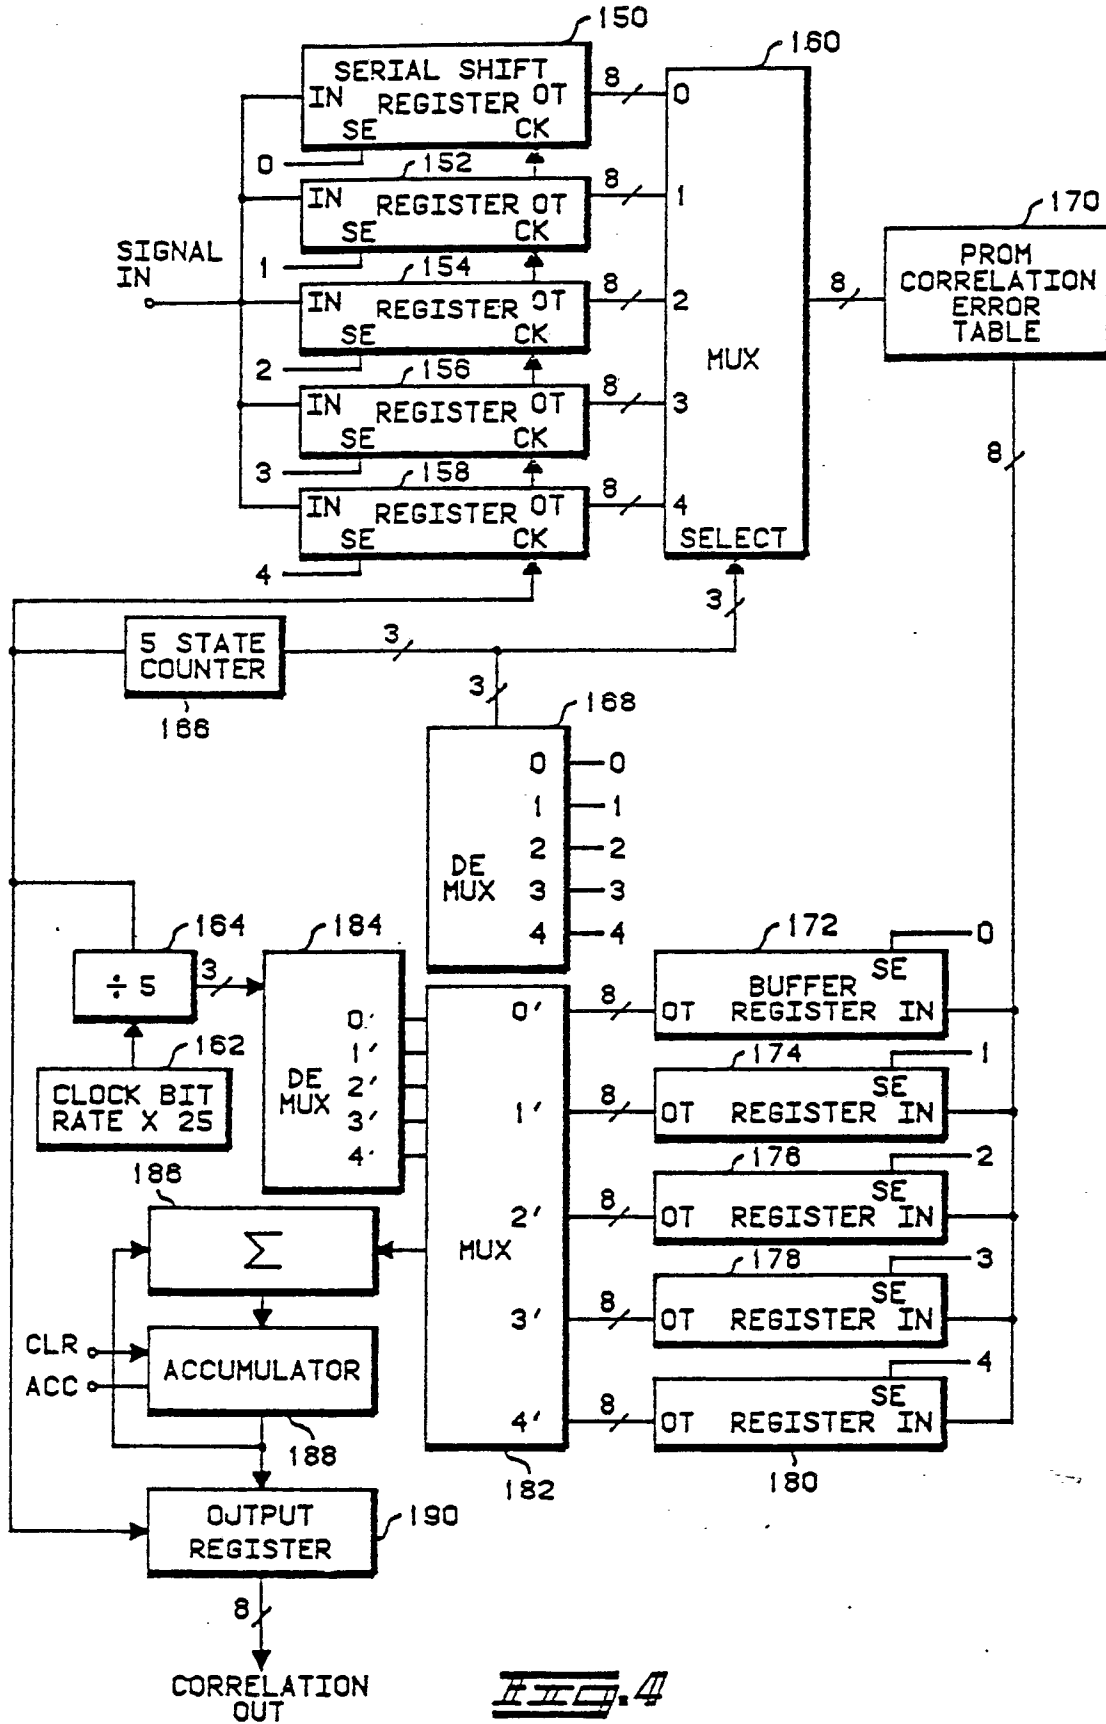 150
SERIAL SHIFT
REGISTER
IN
OT
SE
CK
0
8
160
0
152
IN
REGISTER OT
SE
CK
1
8
1
170
SIGNAL
IN
154
IN
REGISTER OT
SE
CK
2
8
2
MUX
8
PROM
CORRELATION
ERROR
TABLE
156
IN
REGISTER OT
SE
CK
3
8
3
8
158
IN
REGISTER OT
SE
CK
4
8
4
SELECT
3
5 STATE
COUNTER
166
3
3
168
0 0
1 1
2 2
3 3
4 4
DE
MUX
164
÷ 5
3
184
DE
MUX
0'
1'
2'
3'
4'
162
CLOCK BIT
RATE X 25
172
0
SE
BUFFER
OT REGISTER IN
8
0'
174
1
SE
OT REGISTER IN
8
1'
176
2
SE
OT REGISTER IN
8
2'
MUX
178
3
SE
OT REGISTER IN
8
3'
4
SE
OT REGISTER IN
8
4'
182
180
186
Σ
CLR
ACC
ACCUMULATOR
188
OJTPUT
REGISTER
190
8
CORRELATION
OUT
FIG. 4